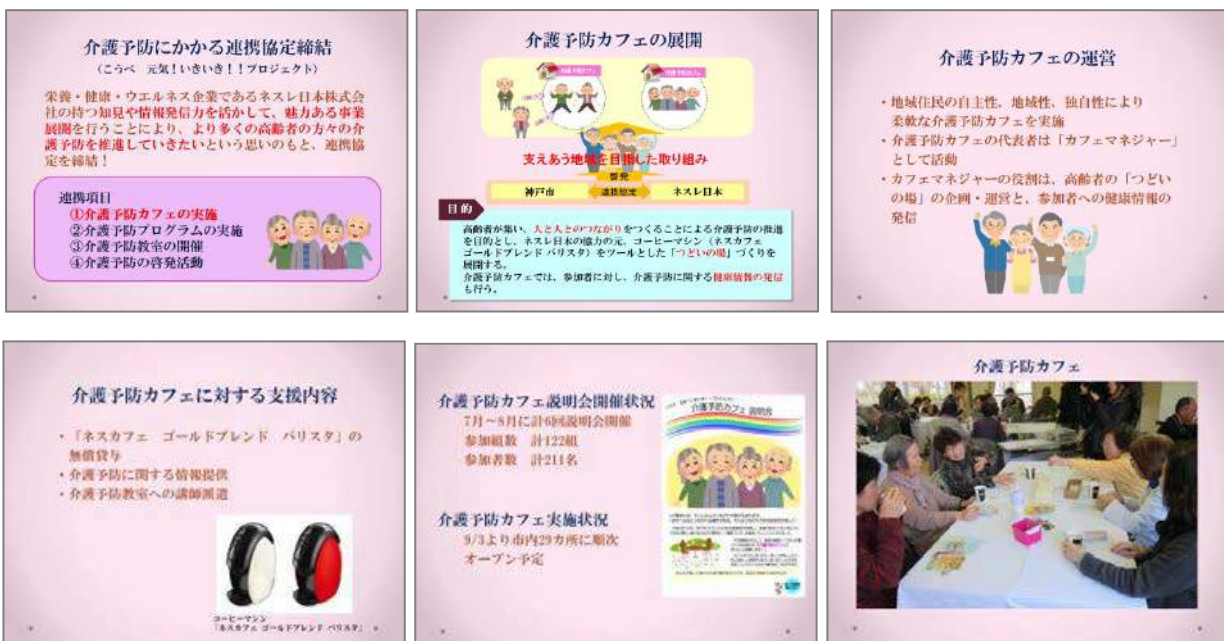 介護予防にかかる連携協定締結
（こうべ　元気！いきいき！！プロジェクト）
栄養・健康・ウエルネス企業であるネスレ日本株式会
社の持つ知見や情報発信力を活かして、魅力ある事業
展開を行うことにより、より多くの高齢者の方々の介
護予防を推進していきたいという思いのもと、連携協
定を締結！
連携項目
①介護予防カフェの実施
②介護予防プログラムの実施
③介護予防教室の開催
④介護予防の啓発活動
介護予防カフェの展開
支えあう地域を目指した取り組み
啓発
神戸市
連携協定
ネスレ日本
目的
高齢者が集い、人と人とのつながりをつくることによる介護予防の推進
を目的とし、ネスレ日本の協力の元、コーヒーマシン（ネスカフェ
ゴールドブレンド バリスタ）をツールとした「つどいの場」づくりを
展開する。
介護予防カフェでは、参加者に対し、介護予防に関する健康情報の発信
も行う。
介護予防カフェの運営
・地域住民の自主性、地域性、独自性により
柔軟な介護予防カフェを実施
・介護予防カフェの代表者は「カフェマネジャー」
として活動
・カフェマネジャーの役割は、高齢者の「つどい
の場」の企画・運営と、参加者への健康情報の
発信
介護予防カフェに対する支援内容
・「ネスカフェ　ゴールドブレンド　バリスタ」の
無償貸与
・介護予防に関する情報提供
・介護予防教室への講師派遣
コーヒーマシン
「ネスカフェ ゴールドブレンド バリスタ」
介護予防カフェ説明会開催状況
7月～8月に計6回説明会開催
参加組数　計122組
参加者数　計211名
介護予防カフェ 説明会
介護予防カフェ実施状況
9/3より市内29カ所に順次
オープン予定
介護予防カフェ